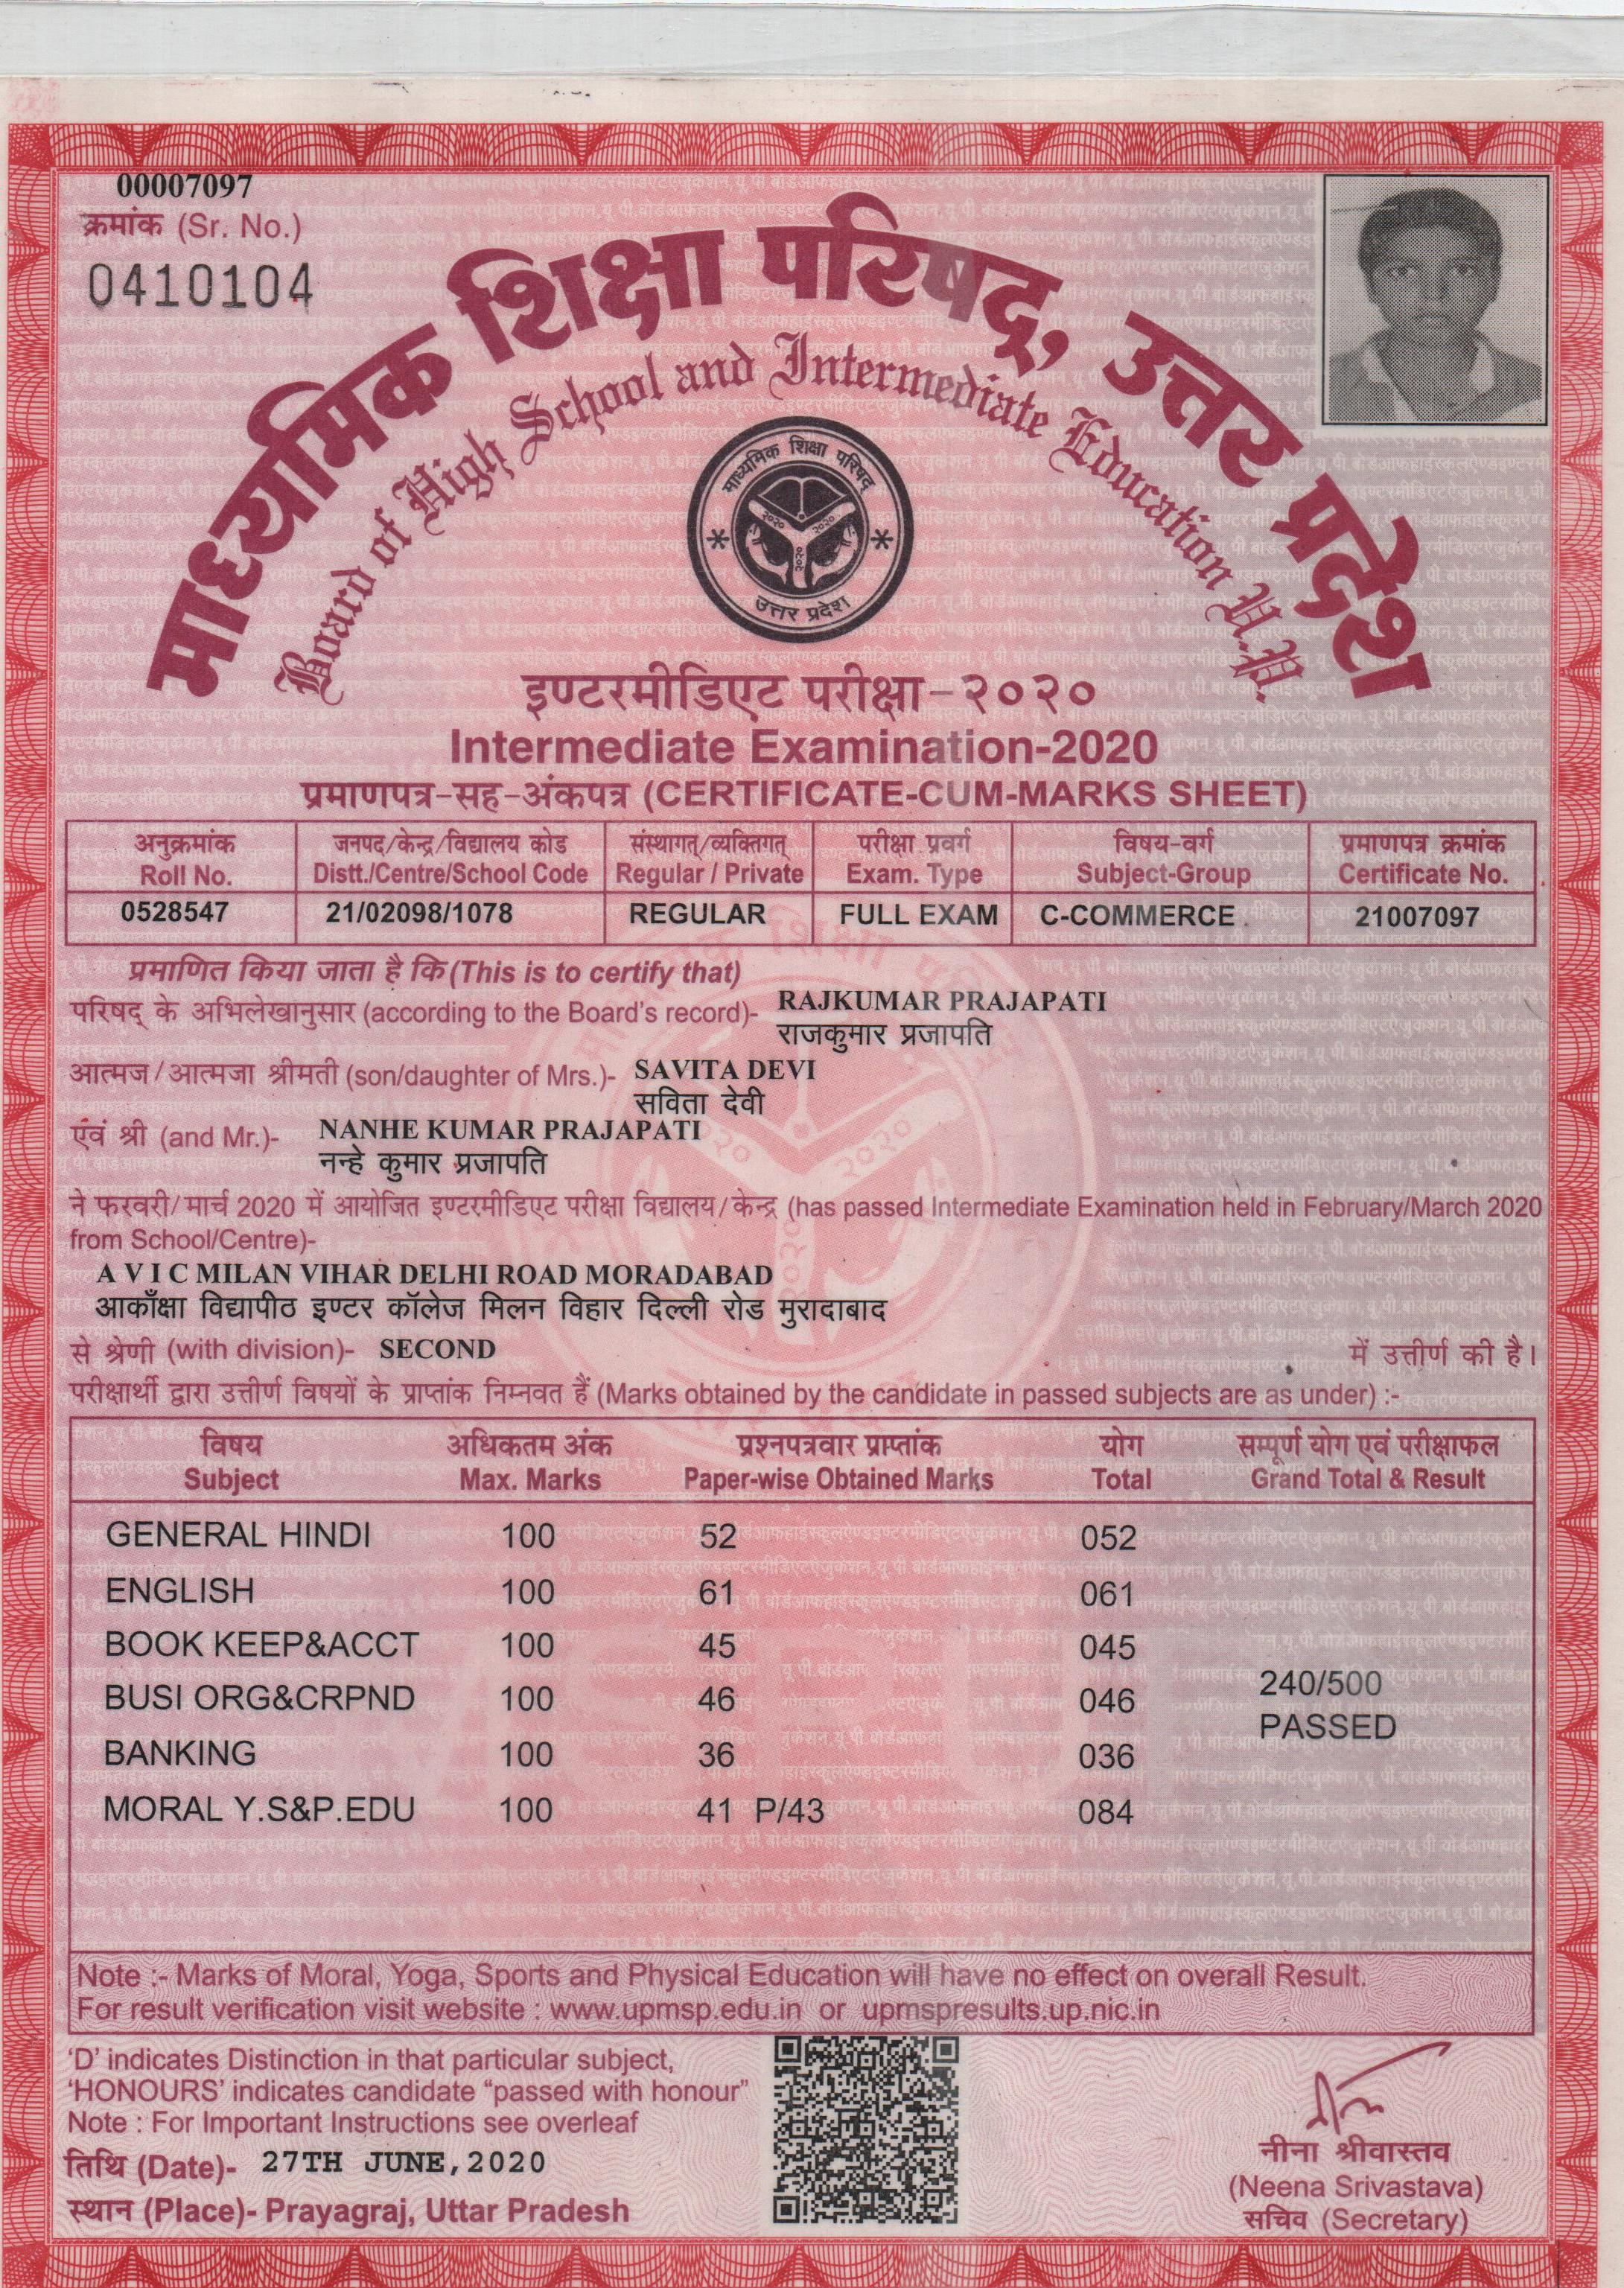 00007097
क्रमांक (Sr. No.)
0410104
माध्यमिक शिक्षा परिषद्, उत्तर प्रदेश
Board of High School and Intermediate Education U.P.
माध्यमिक शिक्षा परिषद्
२०२० २०२०
२०२०
उत्तर प्रदेश
इण्टरमीडिएट परीक्षा-२०२०
Intermediate Examination-2020
प्रमाणपत्र-सह-अंकपत्र (CERTIFICATE-CUM-MARKS SHEET)
अनुक्रमांक जनपद/केन्द्र/विद्यालय कोड संस्थागत्/व्यक्तिगत् परीक्षा प्रवर्ग विषय-वर्ग प्रमाणपत्र क्रमांक
Roll No. Distt./Centre/School Code Regular / Private Exam. Type Subject-Group Certificate No.
0528547 21/02098/1078 REGULAR FULL EXAM C-COMMERCE 21007097
प्रमाणित किया जाता है कि (This is to certify that)
परिषद् के अभिलेखानुसार (according to the Board's record)- RAJKUMAR PRAJAPATI
राजकुमार प्रजापति
आत्मज/आत्मजा श्रीमती (son/daughter of Mrs.)- SAVITA DEVI
सविता देवी
एवं श्री (and Mr.)- NANHE KUMAR PRAJAPATI
नन्हे कुमार प्रजापति
ने फरवरी/मार्च 2020 में आयोजित इण्टरमीडिएट परीक्षा विद्यालय/केन्द्र (has passed Intermediate Examination held in February/March 2020
from School/Centre)-
A V I C MILAN VIHAR DELHI ROAD MORADABAD
आकाँक्षा विद्यापीठ इण्टर कॉलेज मिलन विहार दिल्ली रोड मुरादाबाद
से श्रेणी (with division)- SECOND में उत्तीर्ण की है।
परीक्षार्थी द्वारा उत्तीर्ण विषयों के प्राप्तांक निम्नवत हैं (Marks obtained by the candidate in passed subjects are as under) :-
विषय अधिकतम अंक प्रश्नपत्रवार प्राप्तांक योग सम्पूर्ण योग एवं परीक्षाफल
Subject Max. Marks Paper-wise Obtained Marks Total Grand Total & Result
GENERAL HINDI 100 52 052
ENGLISH 100 61 061
BOOK KEEP&ACCT 100 45 045
BUSI ORG&CRPND 100 46 046
240/500
PASSED
BANKING 100 36 036
MORAL Y.S&P.EDU 100 41 P/43 084
Note :- Marks of Moral, Yoga, Sports and Physical Education will have no effect on overall Result.
For result verification visit website : www.upmsp.edu.in or upmspresults.up.nic.in
'D' indicates Distinction in that particular subject,
'HONOURS' indicates candidate "passed with honour"
Note : For Important Instructions see overleaf
तिथि (Date)- 27TH JUNE,2020
स्थान (Place)- Prayagraj, Uttar Pradesh
नीना श्रीवास्तव
(Neena Srivastava)
सचिव (Secretary)